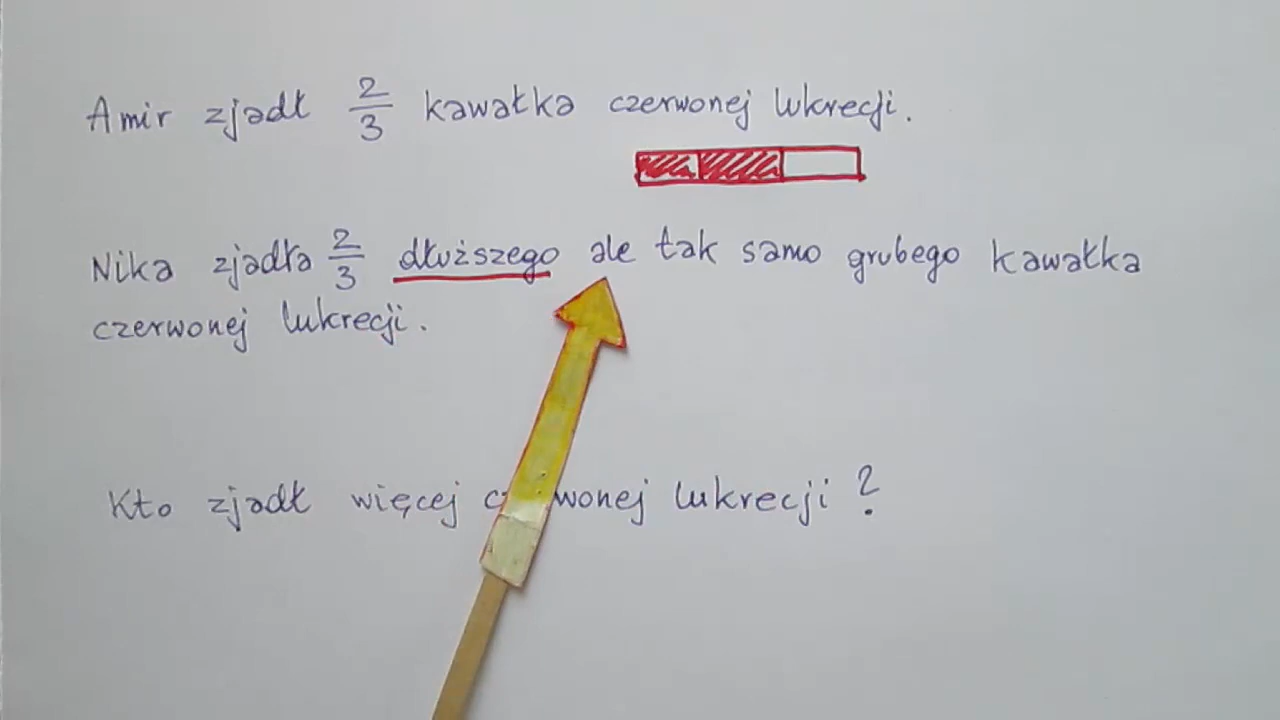 Amir zjadł 2/3 kawałka czerwonej lukrecji.
Nika zjadła 2/3 dłuższego ale tak samo grubego kawałka
czerwonej lukrecji.
Kto zjadł więcej lukrecji?